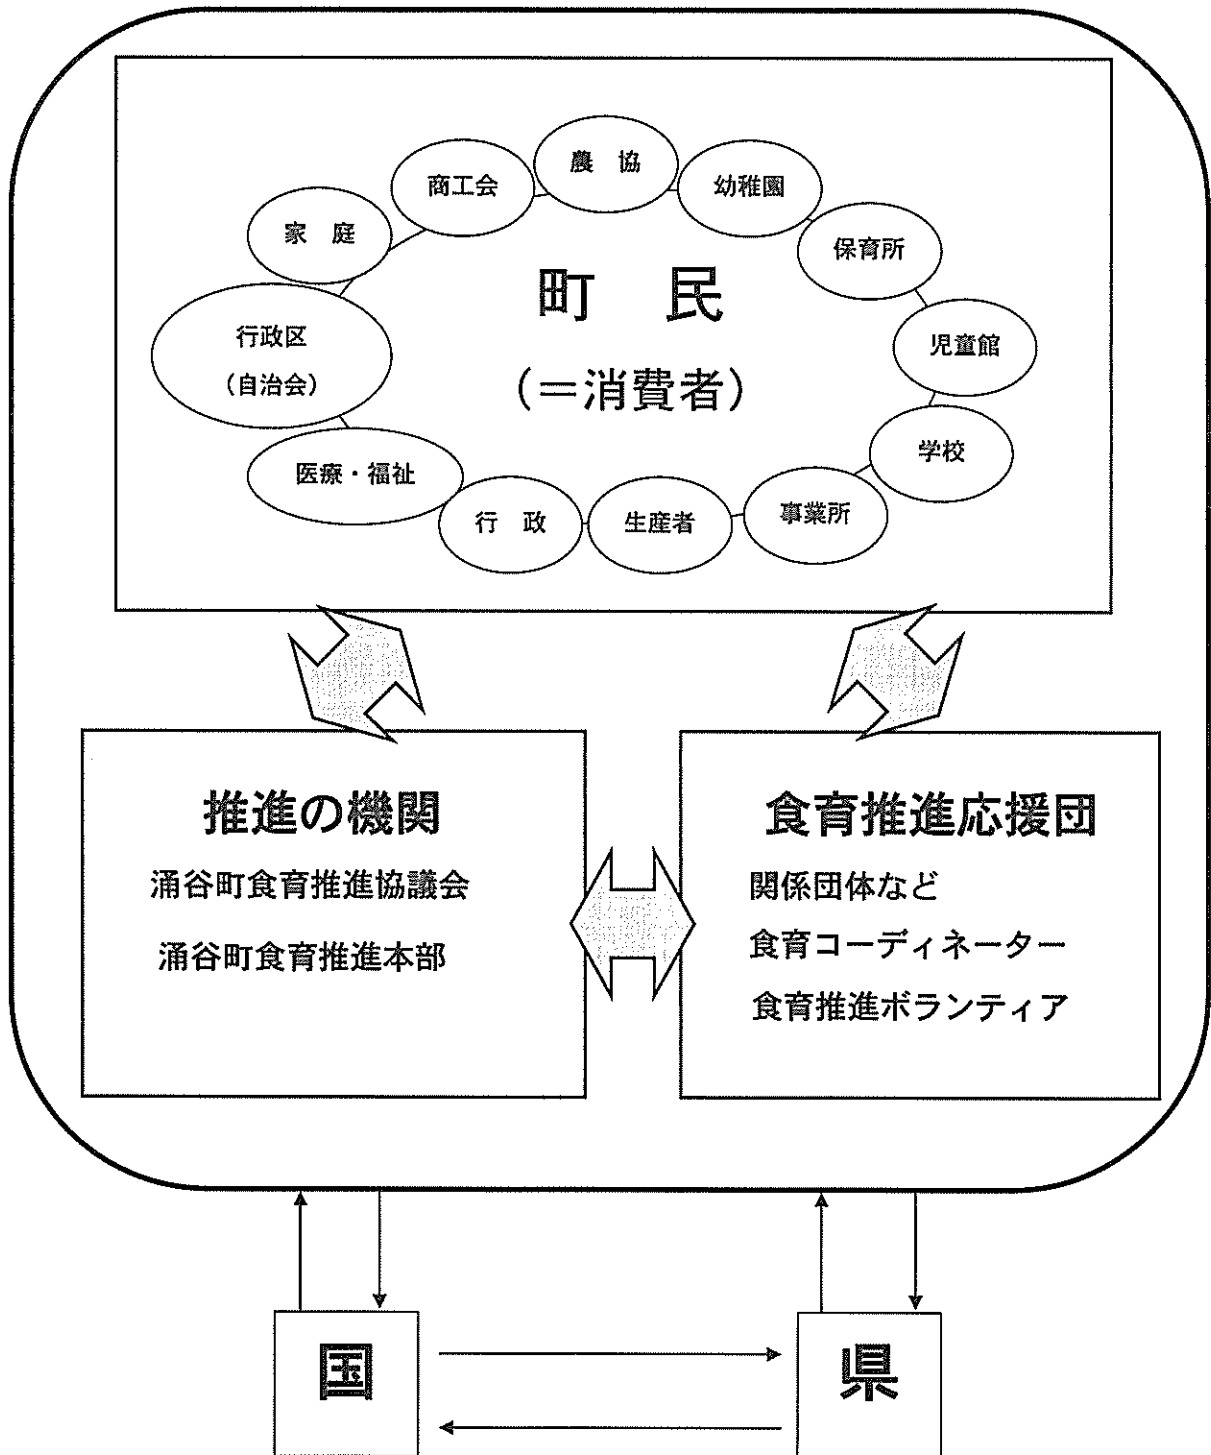 農　協
商工会
幼稚園
家　庭
保育所
町　民
行政区
（自治会）
児童館
（＝消費者）
医療・福祉
学校
行　政
生産者
事業所
推進の機関
涌谷町食育推進協議会
涌谷町食育推進本部
食育推進応援団
関係団体など
食育コーディネーター
食育推進ボランティア
国
県